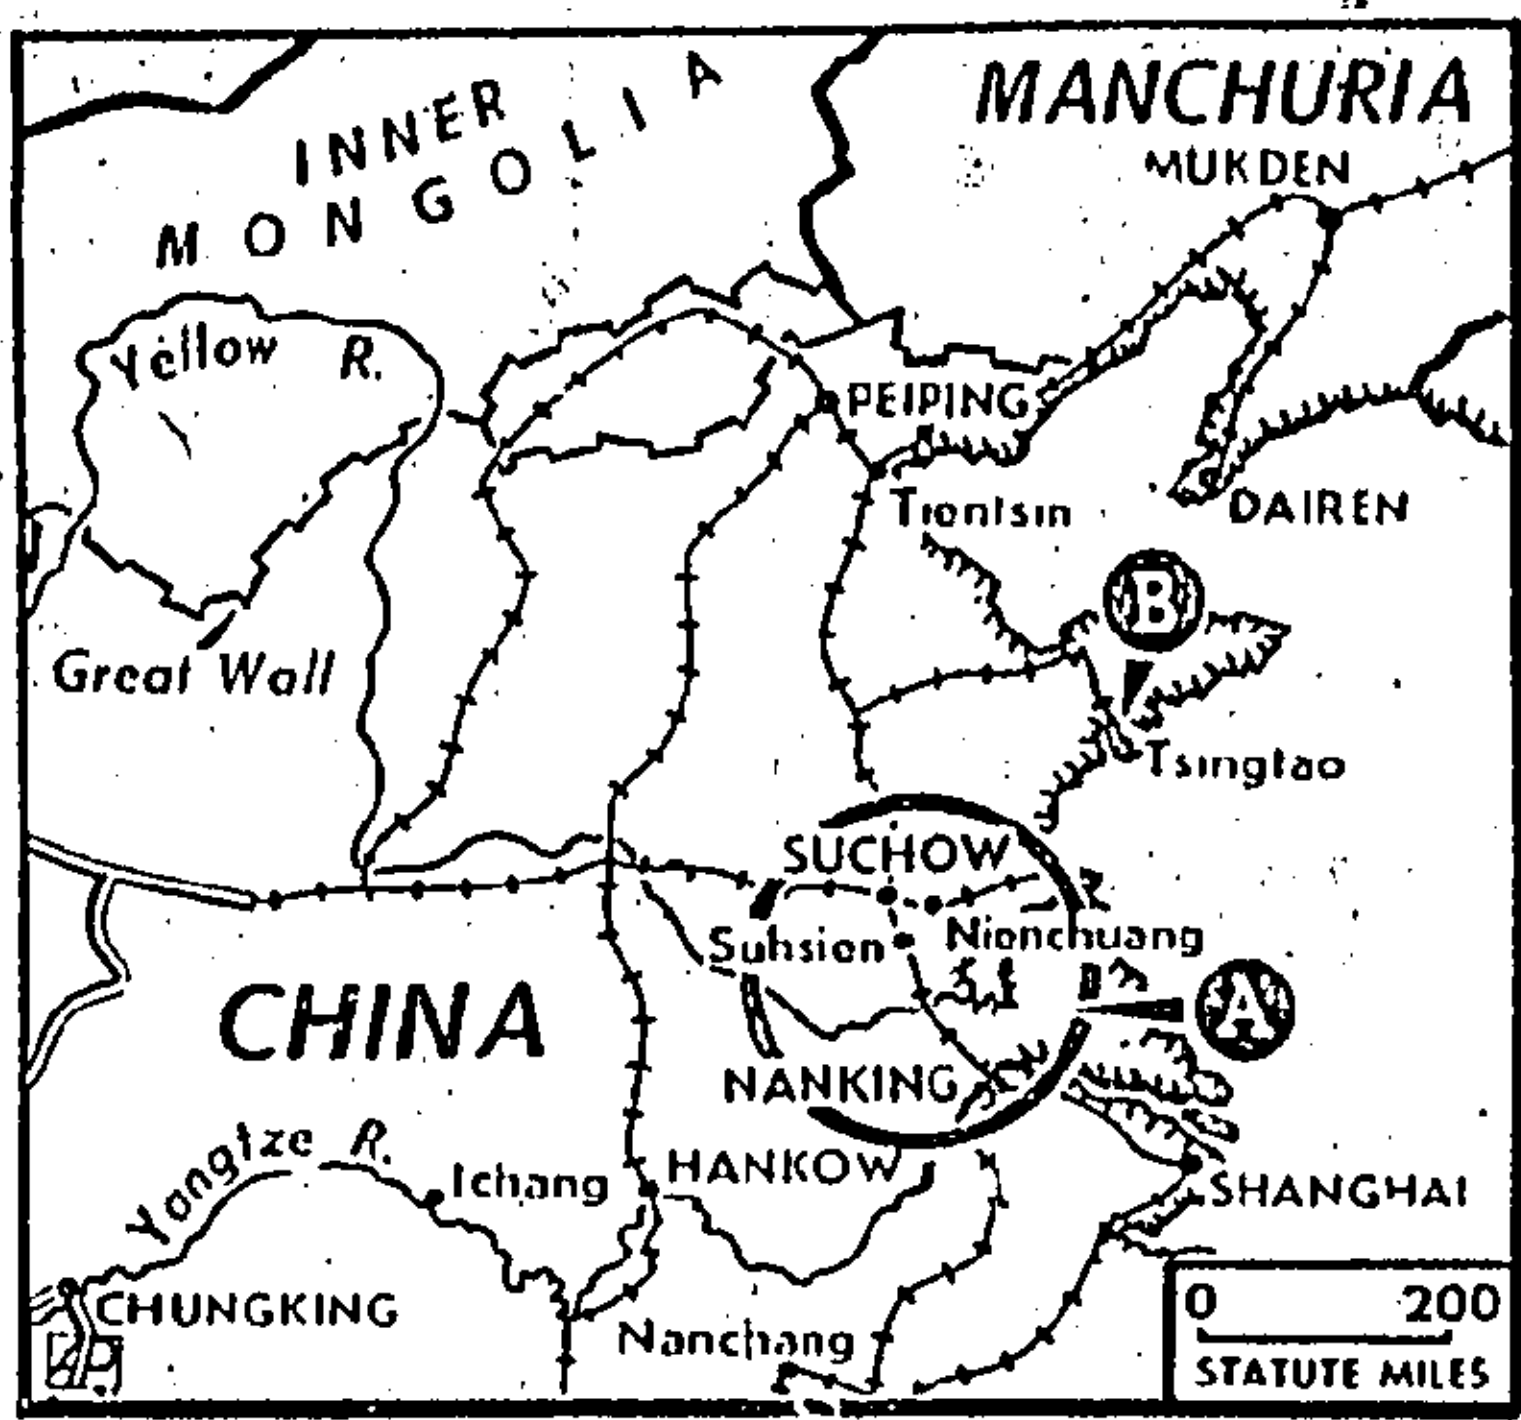 MANCHURIA
INNER
MONGOLIA
MUKDEN
Yellow R.
PEIPING
Tientsin
DAIREN
B
Great Wall
Tsingtao
SUCHOW
Suhsien
Nienchuang
CHINA
A
NANKING
Yangtze R.
Ichang
HANKOW
SHANGHAI
CHUNGKING
Nanchang
0 200
STATUTE MILES